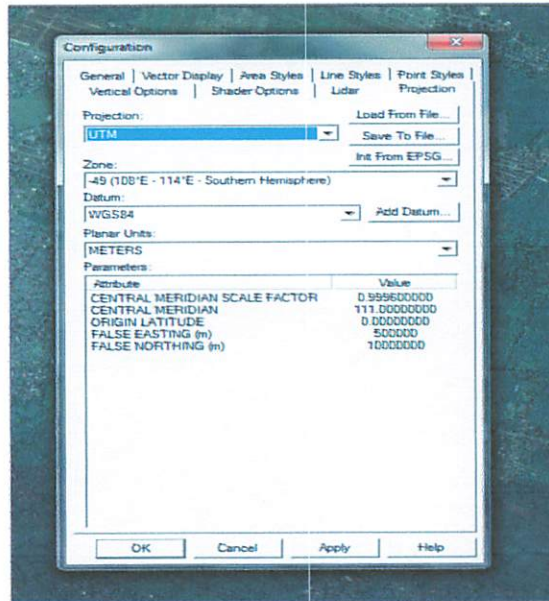 Configuration
General | Vector Display | Area Styles | Line Styles | Point Styles
Vertical Options | Shader Options | Lidar | Projection
Projection:
Load From File...
UTM
Save To File...
Init From EPSG...
Zone:
-49 (108°E - 114°E - Southern Hemisphere)
Datum:
WGS84
Add Datum...
Planar Units:
METERS
Parameters:
Attribute Value
CENTRAL MERIDIAN SCALE FACTOR 0.999600000
CENTRAL MERIDIAN 111.00000000
ORIGIN LATITUDE 0.00000000
FALSE EASTING (m) 500000
FALSE NORTHING (m) 10000000
OK Cancel Apply Help